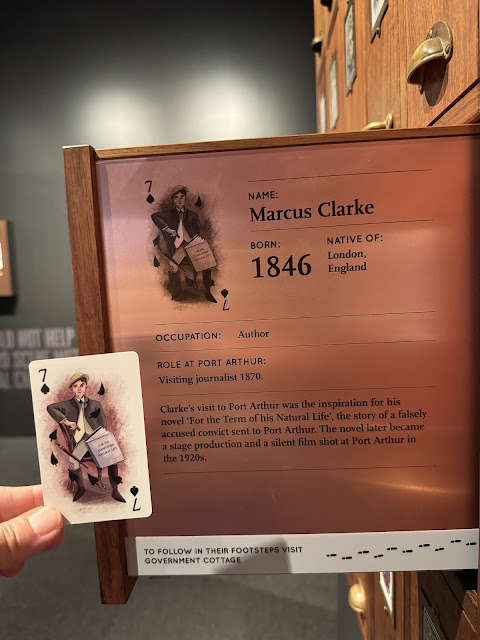 7
NAME:
Marcus Clarke
BORN:
1846
NATIVE OF:
London,
England
7
OCCUPATION: Author
ROLE AT PORT ARTHUR:
Visiting journalist 1870.
Clarke's visit to Port Arthur was the inspiration for his
novel 'For the Term of his Natural Life', the story of a falsely
accused convict sent to Port Arthur. The novel later became
a stage production and a silent film shot at Port Arthur in
the 1920s.
TO FOLLOW IN THEIR FOOTSTEPS VISIT
GOVERNMENT COTTAGE
7
7
NOT HELP